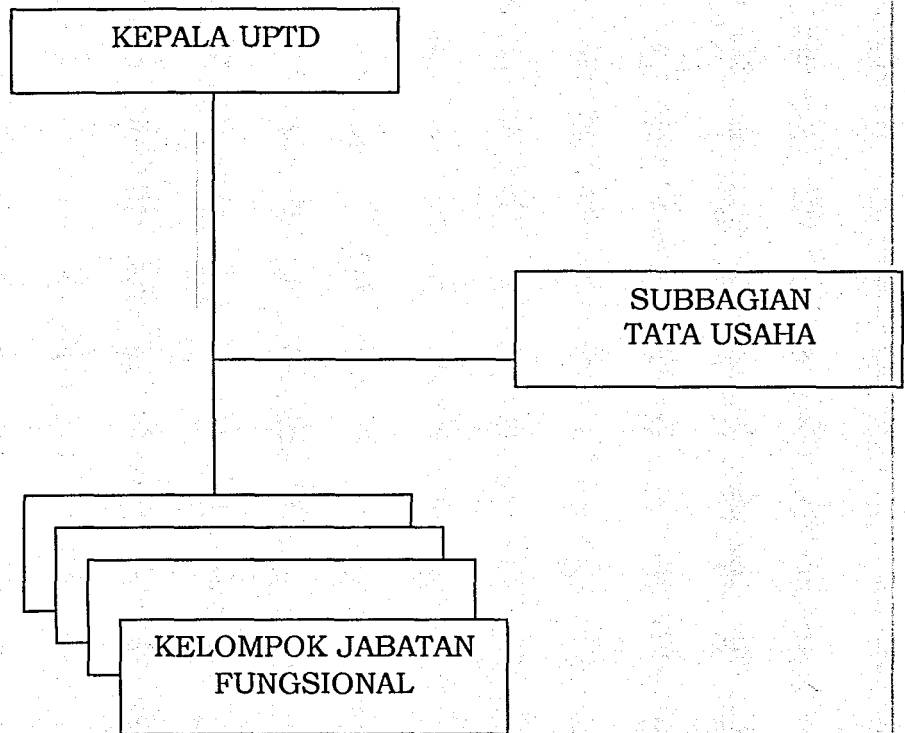 KEPALA UPTD
SUBBAGIAN
TATA USAHA
KELOMPOK JABATAN
FUNGSIONAL